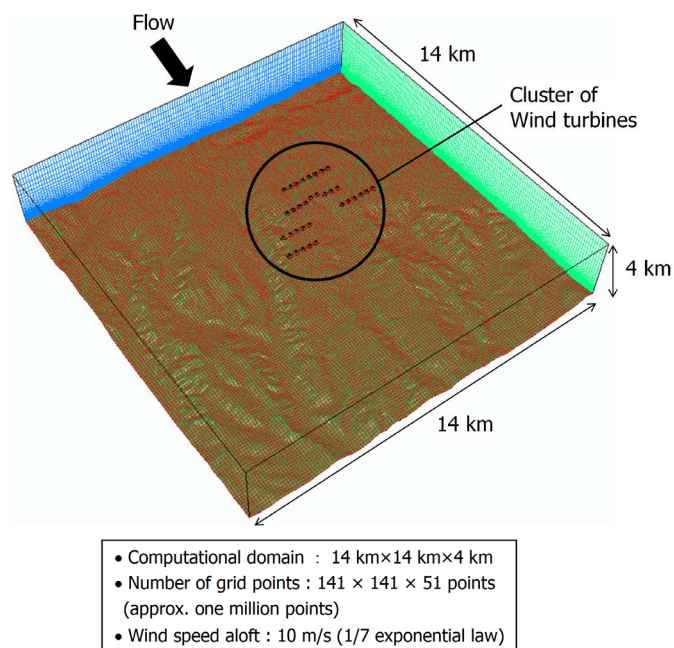 Flow
14 km
Cluster of
Wind turbines
4 km
14 km
• Computational domain : 14 km×14 km×4 km
• Number of grid points : 141 × 141 × 51 points
(approx. one million points)
• Wind speed aloft : 10 m/s (1/7 exponential law)